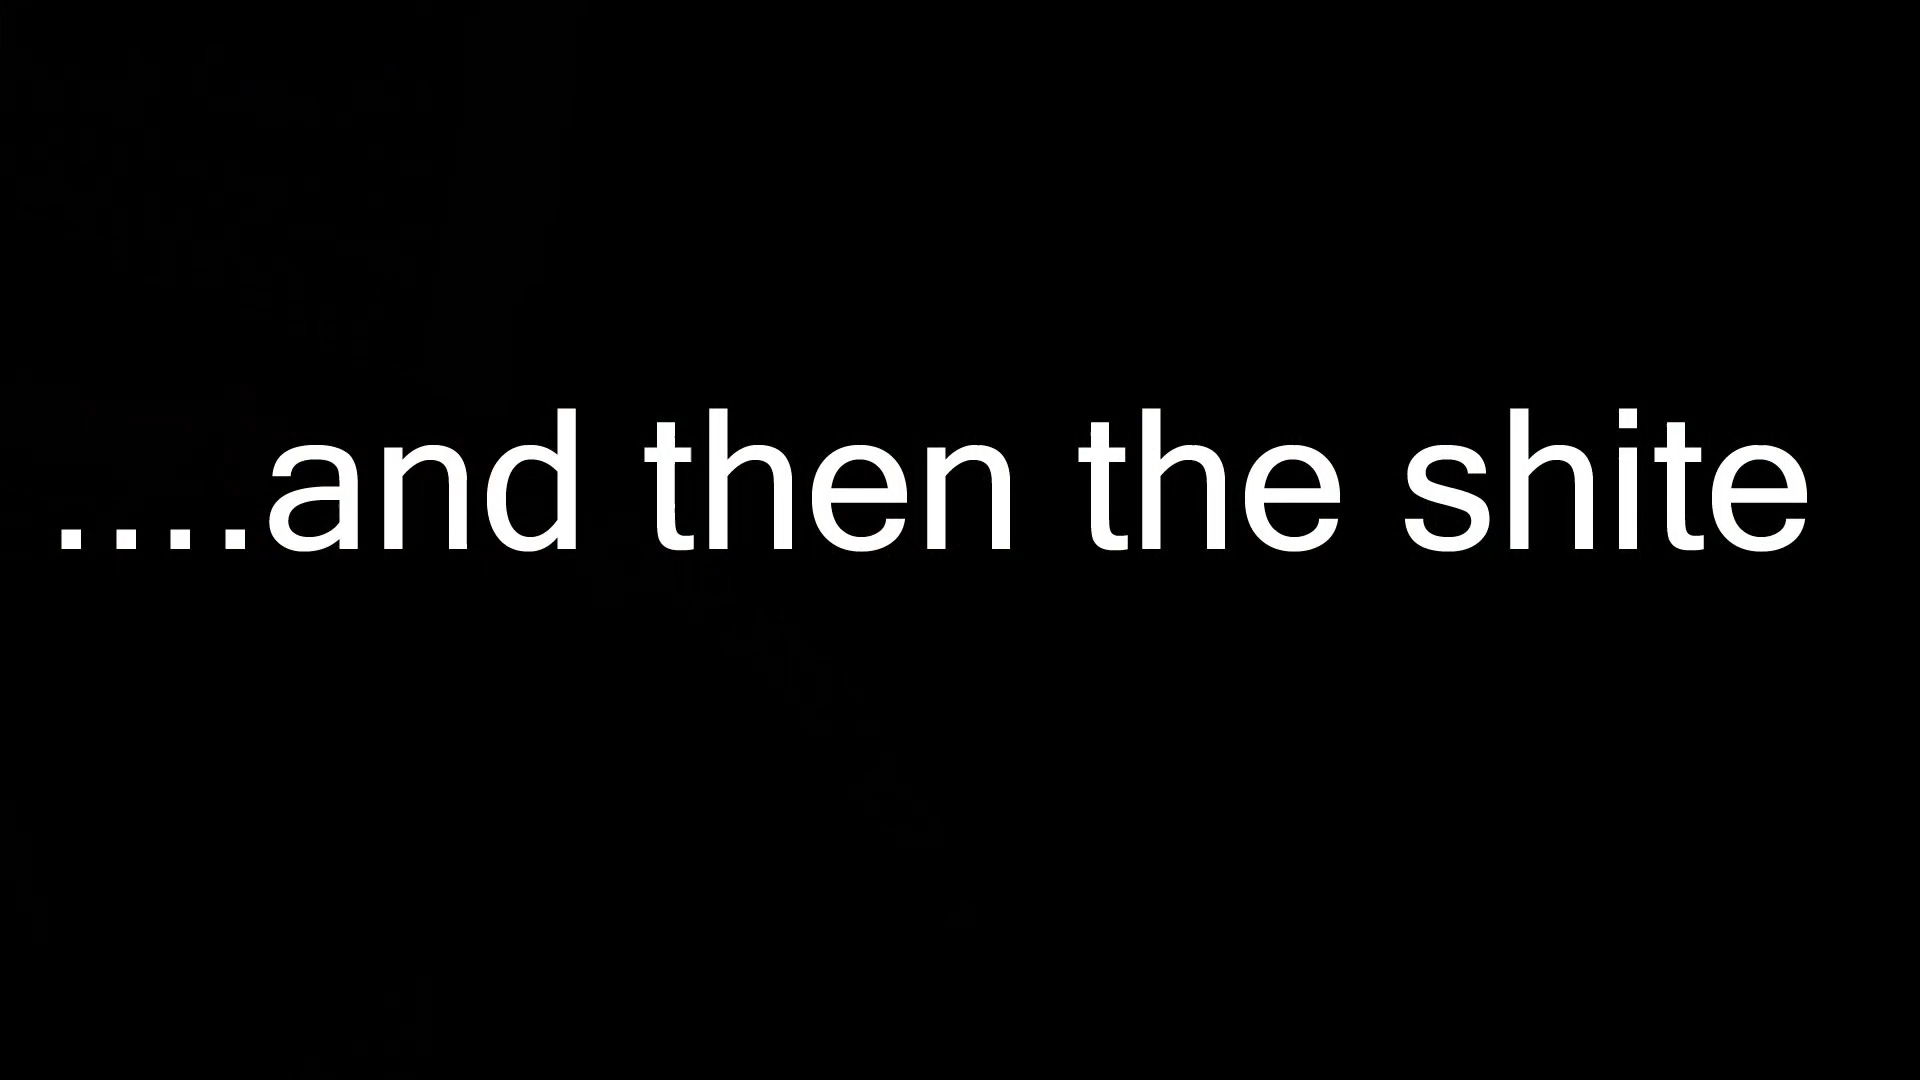 ....and then the shite